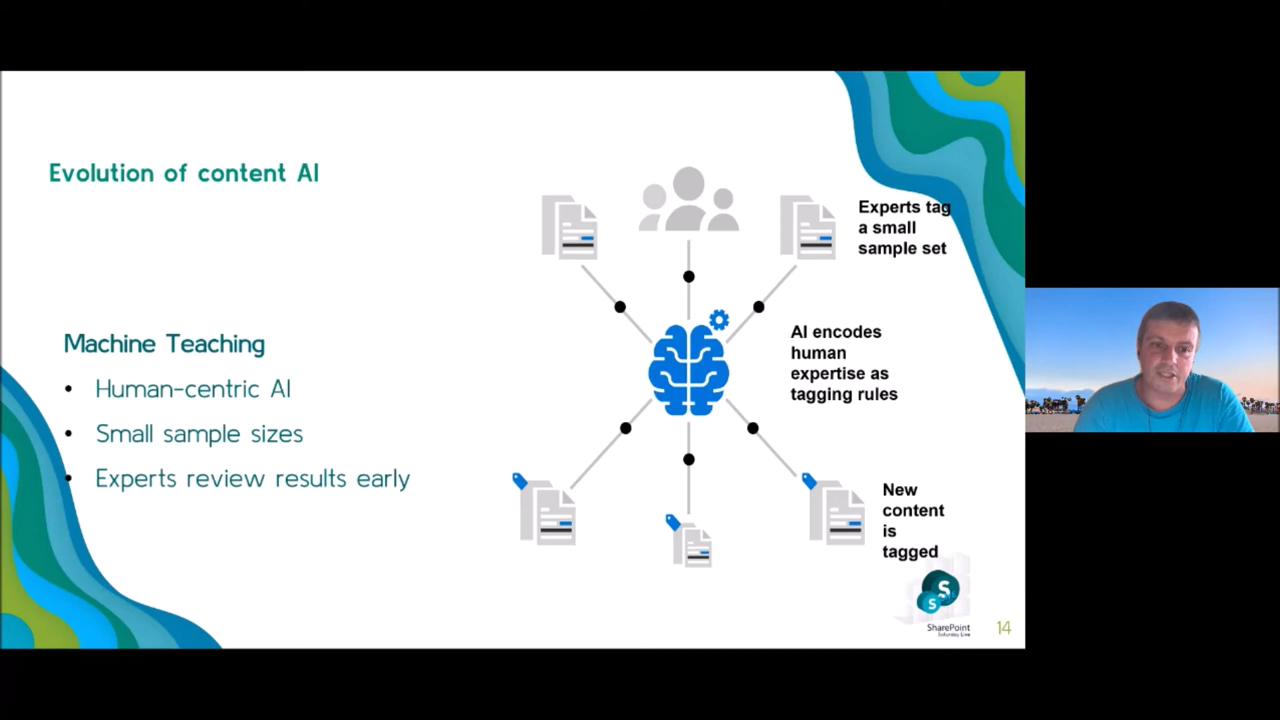 Evolution of content AI
Experts tag
a small
sample set
AI encodes
human
expertise as
tagging rules
Machine Teaching
• Human-centric AI
• Small sample sizes
• Experts review results early
New
content
is
tagged
S
S
SharePoint
Saturday Live
14